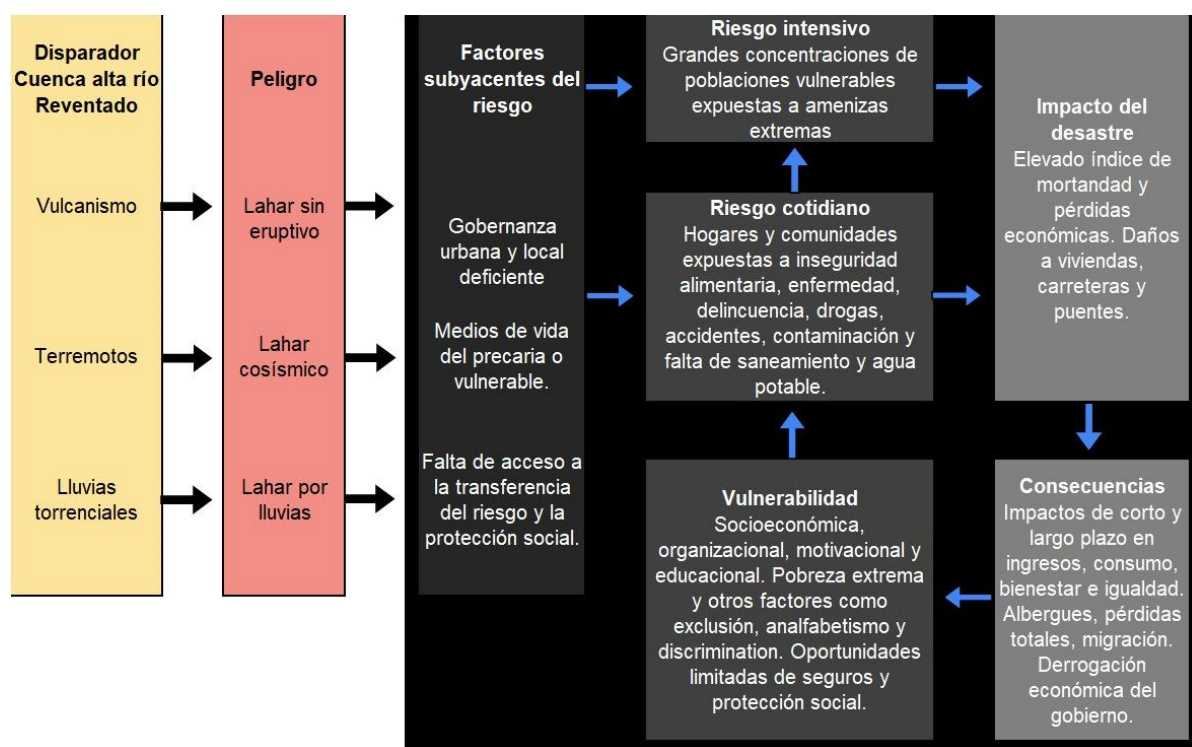 Disparador
Cuenca alta río
Reventado
Vulcanismo
Terremotos
Lluvias
torrenciales
Peligro
Lahar sin
eruptivo
Lahar
cosísmico
Lahar por
lluvias
Factores
subyacentes del
riesgo
Gobernanza
urbana y local
deficiente
Medios de vida
del precaria o
vulnerable.
Falta de acceso a
la transferencia
del riesgo y la
protección social.
Riesgo intensivo
Grandes concentraciones de
poblaciones vulnerables
expuestas a amenizas
extremas
Riesgo cotidiano
Hogares y comunidades
expuestas a inseguridad
alimentaria, enfermedad,
delincuencia, drogas,
accidentes, contaminación y
falta de saneamiento y agua
potable.
Vulnerabilidad
Socioeconómica,
organizacional, motivacional y
educacional. Pobreza extrema
y otros factores como
exclusión, analfabetismo y
discrimination. Oportunidades
limitadas de seguros y
protección social.
Impacto del
desastre
Elevado índice de
mortandad y
pérdidas
económicas. Daños
a viviendas,
carreteras y
puentes.
Consecuencias
Impactos de corto y
largo plazo en
ingresos, consumo,
bienestar e igualdad.
Albergues, pérdidas
totales, migración.
Derrogación
económica del
gobierno.